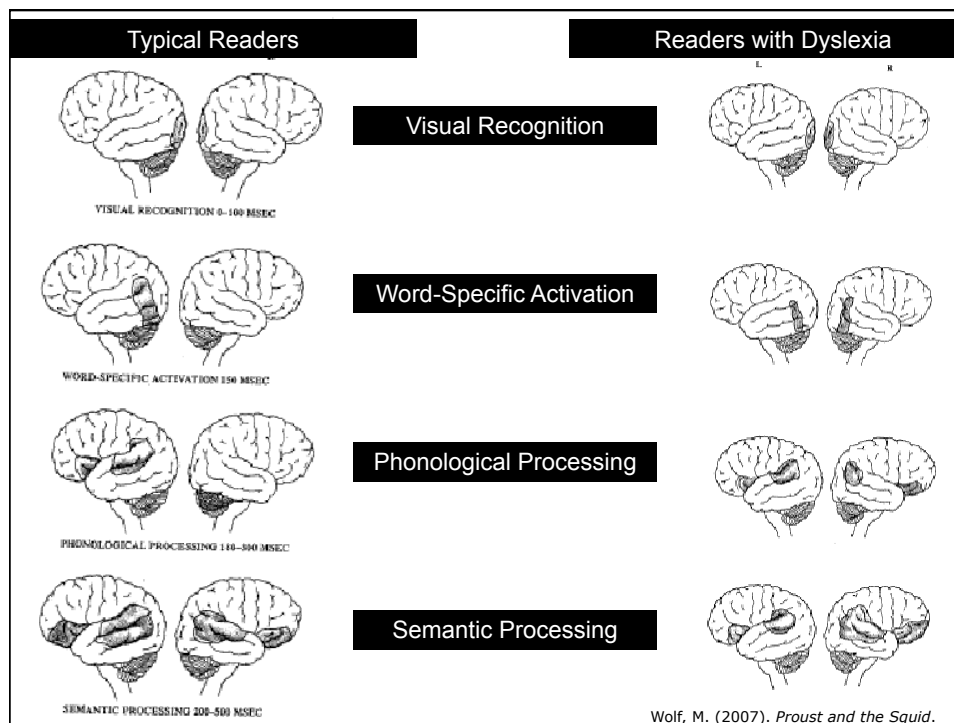 Typical Readers
Readers with Dyslexia
L
R
Visual Recognition
VISUAL RECOGNITION 0–100 MSEC
Word-Specific Activation
WORD-SPECIFIC ACTIVATION 150 MSEC
Phonological Processing
PHONOLOGICAL PROCESSING 180–300 MSEC
Semantic Processing
SEMANTIC PROCESSING 200–500 MSEC
Wolf, M. (2007). Proust and the Squid.